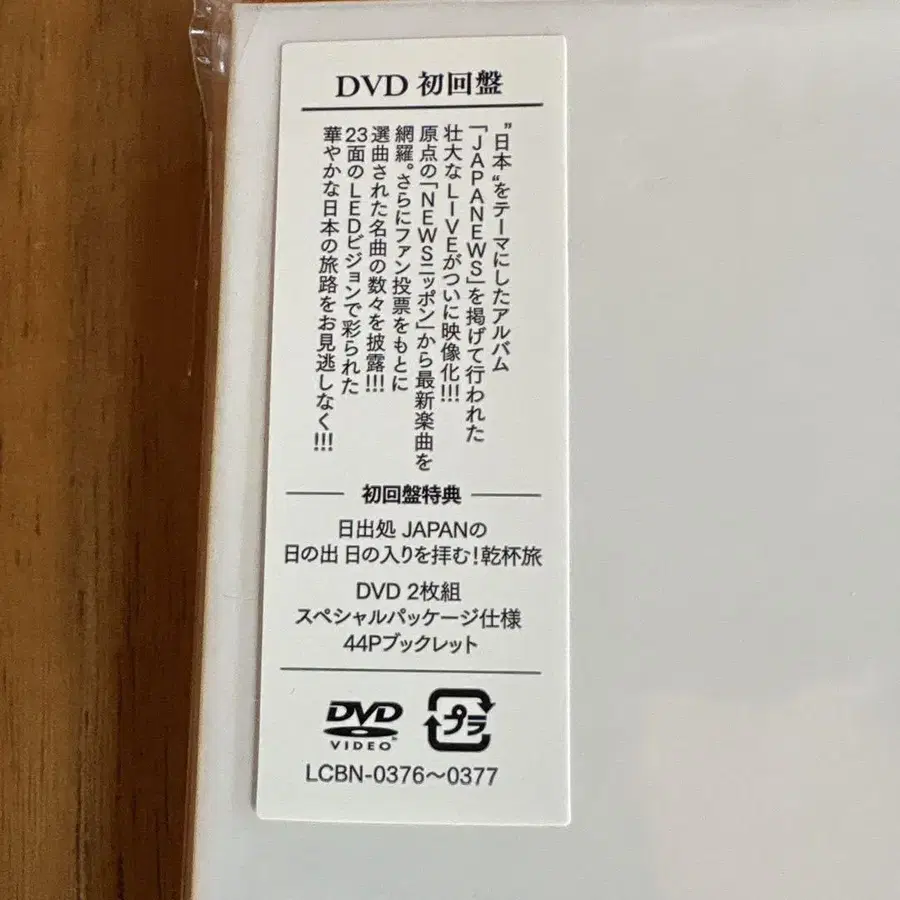 DVD 初回盤
“日本“をテーマにしたアルバム
「JAPANEWS」を掲げて行われた
壮大なLIVEがついに映像化!!!
原点の「NEWSニッポン」から最新楽曲を
網羅。さらにファン投票をもとに
選曲された名曲の数々を披露!!!
23面のLEDビジョンで彩られた
華やかな日本の旅路をお見逃しなく!!!
初回盤特典
日出処 JAPANの
日の出 日の入りを拝む!乾杯旅
DVD 2枚組
スペシャルパッケージ仕様
44Pブックレット
DVD
VIDEO
プラ
LCBN-0376〜0377